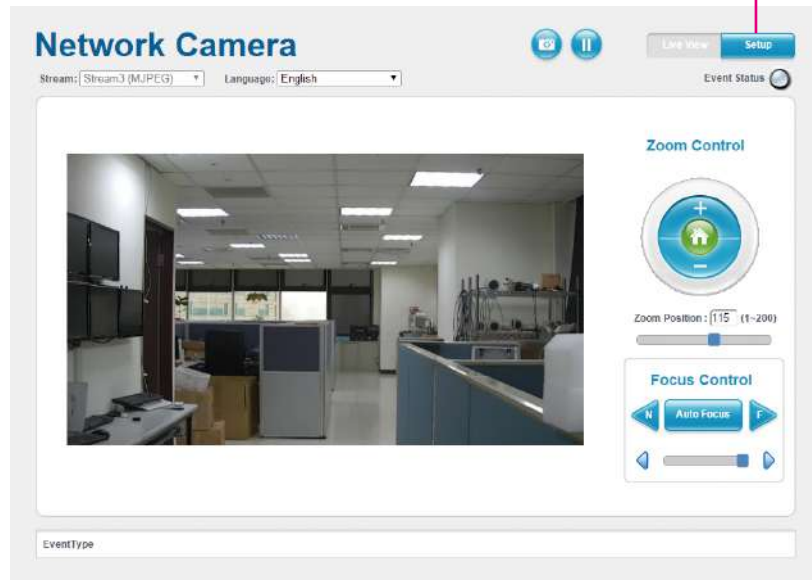 Network Camera
Live View Setup
Stream: Stream3 (MJPEG) Language: English
Event Status
Zoom Control
+
−
Zoom Position: 115 (1~200)
Focus Control
N Auto Focus F
EventType